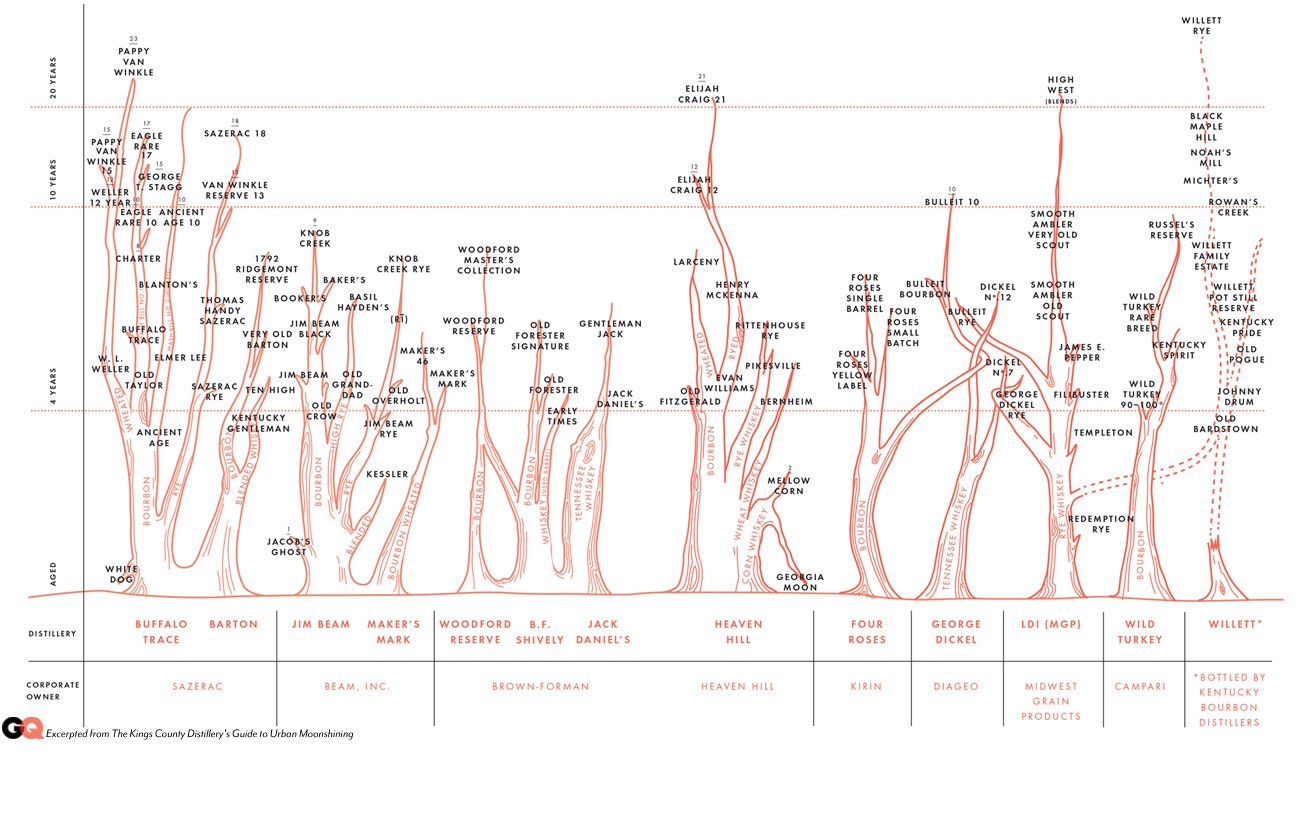 WILLETT
RYE
23
PAPPY
VAN
WINKLE
20 YEARS
21
ELIJAH
CRAIG 21
HIGH
WEST
(BLENDS)
15
PAPPY
VAN
WINKLE
15
17
EAGLE
RARE
17
18
SAZERAC 18
BLACK
MAPLE
HILL
NOAH'S
MILL
MICHTER'S
15
GEORGE
T. STAGG
12
WELLER
12 YEAR
13
VAN WINKLE
RESERVE 13
12
ELIJAH
CRAIG 12
10 YEARS
10
BULLEIT 10
ROWAN'S
CREEK
10
EAGLE
RARE 10
10
ANCIENT
AGE 10
SMOOTH
AMBLER
VERY OLD
SCOUT
RUSSEL'S
RESERVE
9
KNOB
CREEK
8
CHARTER
1792
RIDGEMONT
RESERVE
KNOB
CREEK RYE
WOODFORD
MASTER'S
COLLECTION
LARCENY
WILLETT
FAMILY
ESTATE
BLANTON'S
BAKER'S
BOOKER'S
BASIL
HAYDEN'S
(RĪ)
HENRY
MCKENNA
FOUR
ROSES
SINGLE
BARREL
BULLEIT
BOURBON
DICKEL
Nº.12
SMOOTH
AMBLER
OLD
SCOUT
WILD
TURKEY
RARE
BREED
WILLETT
POT STILL
RESERVE
THOMAS
HANDY
SAZERAC
BUFFALO
TRACE
VERY OLD
BARTON
JIM BEAM
BLACK
WOODFORD
RESERVE
OLD
FORESTER
SIGNATURE
GENTLEMAN
JACK
RITTENHOUSE
RYE
FOUR
ROSES
SMALL
BATCH
BULLEIT
RYE
KENTUCKY
PRIDE
W. L.
WELLER
ELMER LEE
MAKER'S
46
FOUR
ROSES
YELLOW
LABEL
JAMES E.
PEPPER
KENTUCKY
SPIRIT
OLD
POGUE
OLD
TAYLOR
SAZERAC
RYE
TEN HIGH
JIM BEAM
OLD
GRAND-
DAD
OLD
OVERHOLT
MAKER'S
MARK
OLD
FORESTER
JACK
DANIEL'S
EVAN
WILLIAMS
PIKESVILLE
DICKEL
Nº.7
4 YEARS
OLD
FITZGERALD
BERNHEIM
GEORGE
DICKEL
RYE
FILIBUSTER
WILD
TURKEY
90-100°
JOHNNY
DRUM
KENTUCKY
GENTLEMAN
OLD
CROW
JIM BEAM
RYE
EARLY
TIMES
ANCIENT
AGE
TEMPLETON
OLD
BARDSTOWN
KESSLER
2
MELLOW
CORN
REDEMPTION
RYE
1
JACOB'S
GHOST
WHITE
DOG
GEORGIA
MOON
AGED
WHEATED
BOURBON
RYE
BOURBON
BLENDED WHISKEY
BOURBON
HIGH RYE
RYE
BLENDED
BOURBON WHEATED
BOURBON
BOURBON
WHISKEY (USED BARREL)
TENNESSEE
WHISKEY
WHEATED
RYED
BOURBON
RYE WHISKEY
WHEAT WHISKEY
CORN WHISKEY
BOURBON
TENNESSEE WHISKEY
RYE WHISKEY
BOURBON
DISTILLERY
BUFFALO
TRACE
BARTON
JIM BEAM
MAKER'S
MARK
WOODFORD
RESERVE
B.F.
SHIVELY
JACK
DANIEL'S
HEAVEN
HILL
FOUR
ROSES
GEORGE
DICKEL
LDI (MGP)
WILD
TURKEY
WILLETT*
CORPORATE
OWNER
SAZERAC
BEAM, INC.
BROWN-FORMAN
HEAVEN HILL
KIRIN
DIAGEO
MIDWEST
GRAIN
PRODUCTS
CAMPARI
*BOTTLED BY
KENTUCKY
BOURBON
DISTILLERS
GQ Excerpted from The Kings County Distillery's Guide to Urban Moonshining